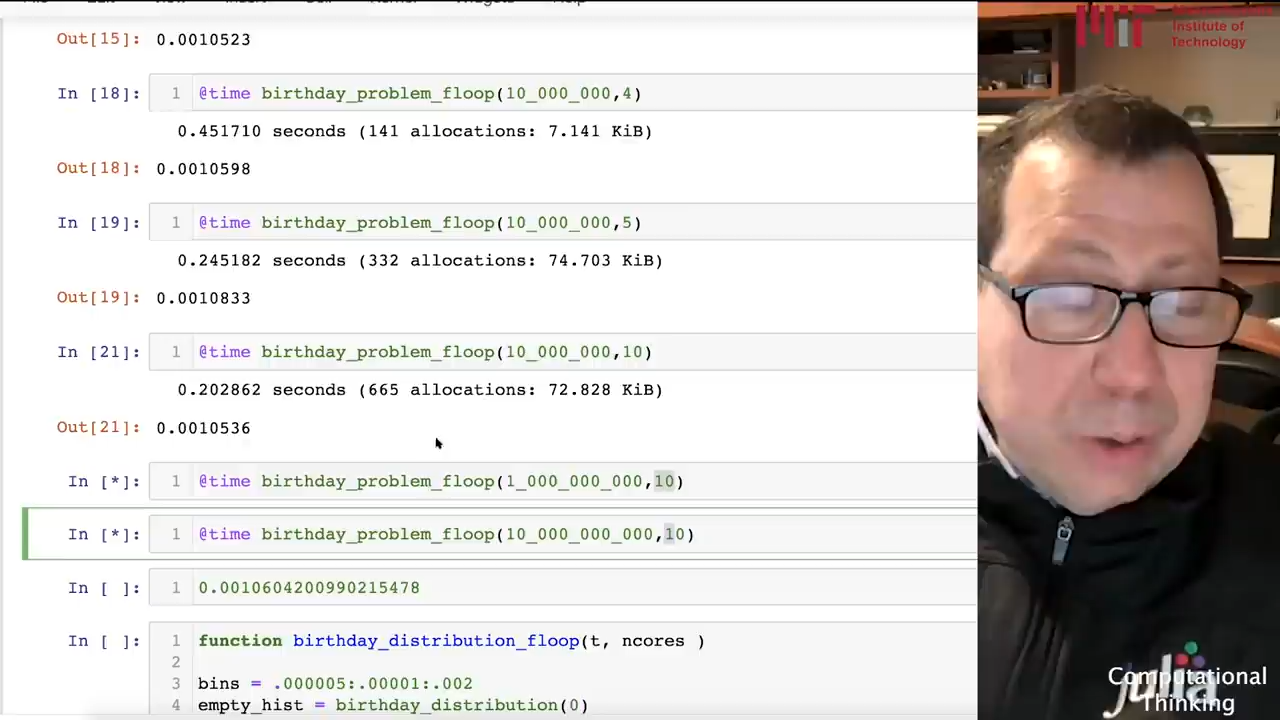 Out[15]: 0.0010523
In [18]: 1 @time birthday_problem_floop(10_000_000,4)
0.451710 seconds (141 allocations: 7.141 KiB)
Out[18]: 0.0010598
In [19]: 1 @time birthday_problem_floop(10_000_000,5)
0.245182 seconds (332 allocations: 74.703 KiB)
Out[19]: 0.0010833
In [21]: 1 @time birthday_problem_floop(10_000_000,10)
0.202862 seconds (665 allocations: 72.828 KiB)
Out[21]: 0.0010536
In [*]: 1 @time birthday_problem_floop(1_000_000_000,10)
In [*]: 1 @time birthday_problem_floop(10_000_000_000,10)
In [ ]: 1 0.0010604200990215478
In [ ]: 1 function birthday_distribution_floop(t, ncores )
2
3 bins = .000005:.00001:.002
4 empty_hist = birthday_distribution(0)
Institute of
Technology
julia
Computational
Thinking